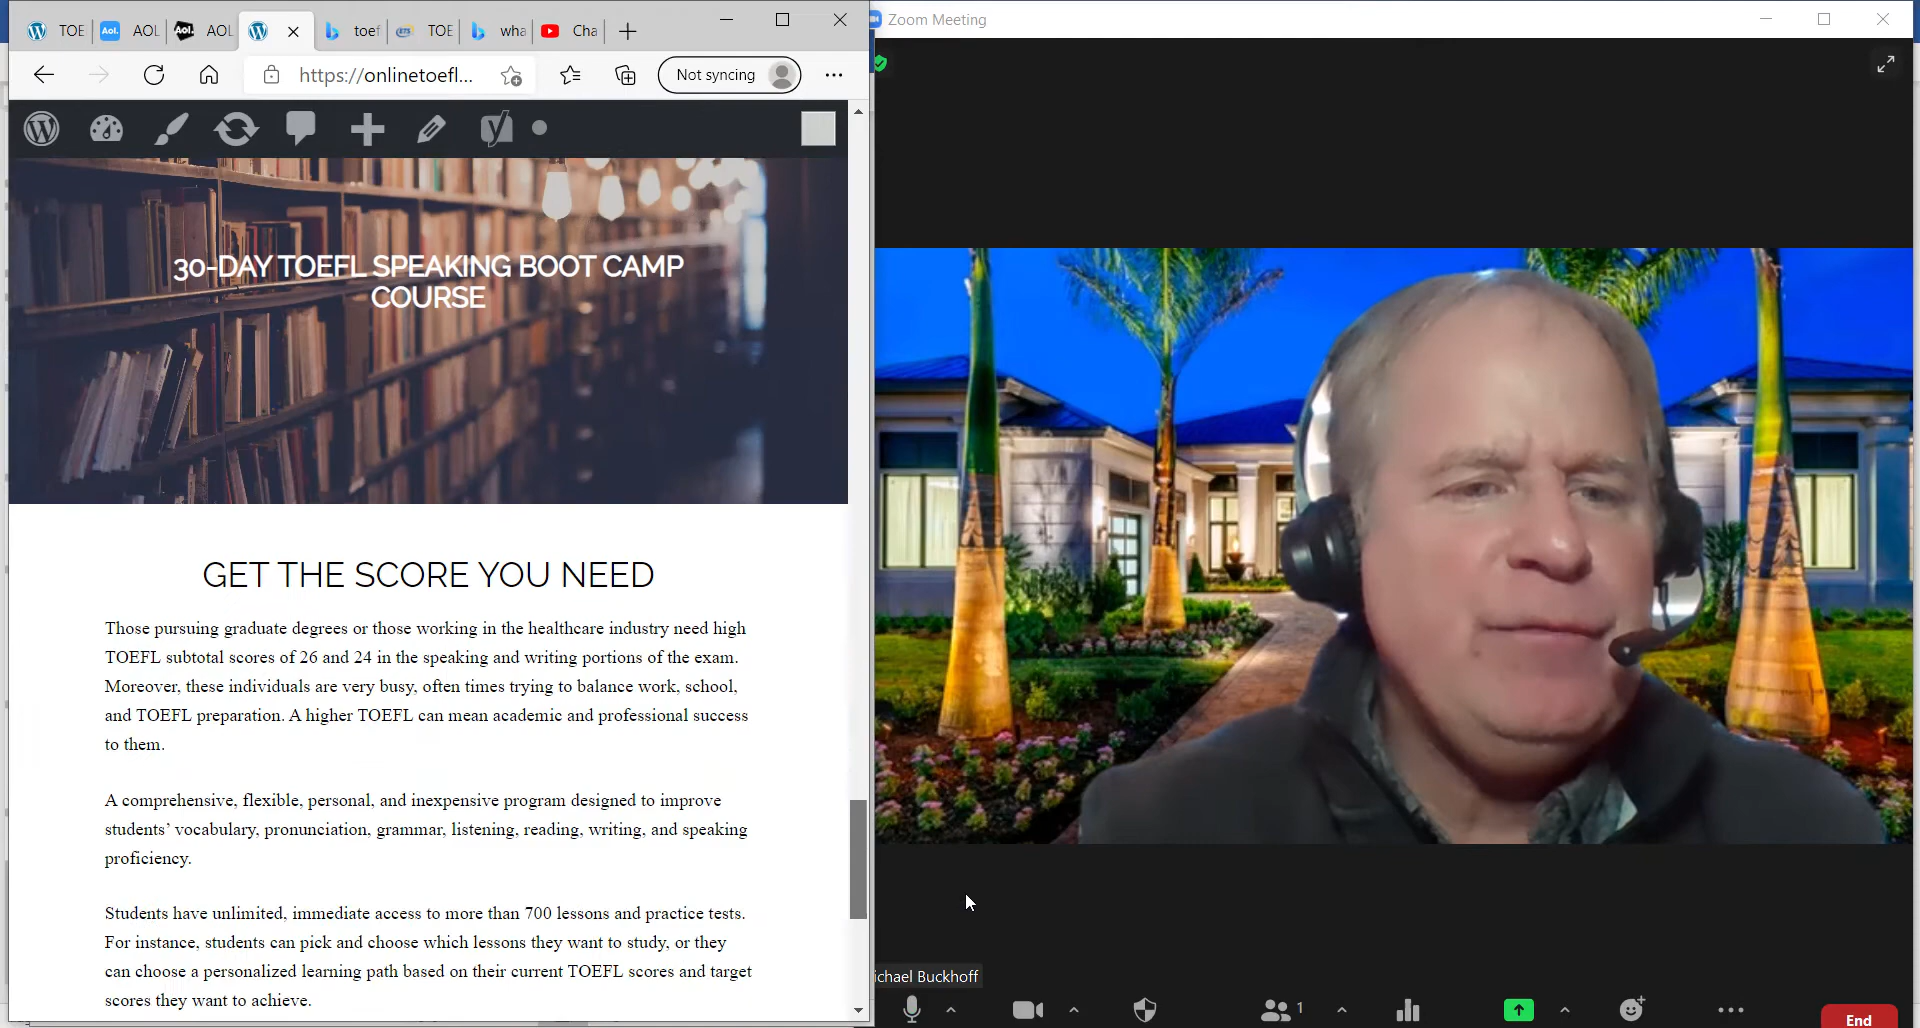 TOE
Aol.
AOL
Aol.
AOL
toef
ETS
TOE
wha
Cha
https://onlinetoefl...
Not syncing
30-DAY TOEFL SPEAKING BOOT CAMP
COURSE
GET THE SCORE YOU NEED
Those pursuing graduate degrees or those working in the healthcare industry need high
TOEFL subtotal scores of 26 and 24 in the speaking and writing portions of the exam.
Moreover, these individuals are very busy, often times trying to balance work, school,
and TOEFL preparation. A higher TOEFL can mean academic and professional success
to them.
A comprehensive, flexible, personal, and inexpensive program designed to improve
students’ vocabulary, pronunciation, grammar, listening, reading, writing, and speaking
proficiency.
Students have unlimited, immediate access to more than 700 lessons and practice tests.
For instance, students can pick and choose which lessons they want to study, or they
can choose a personalized learning path based on their current TOEFL scores and target
scores they want to achieve.
Zoom Meeting
ichael Buckhoff
1
End